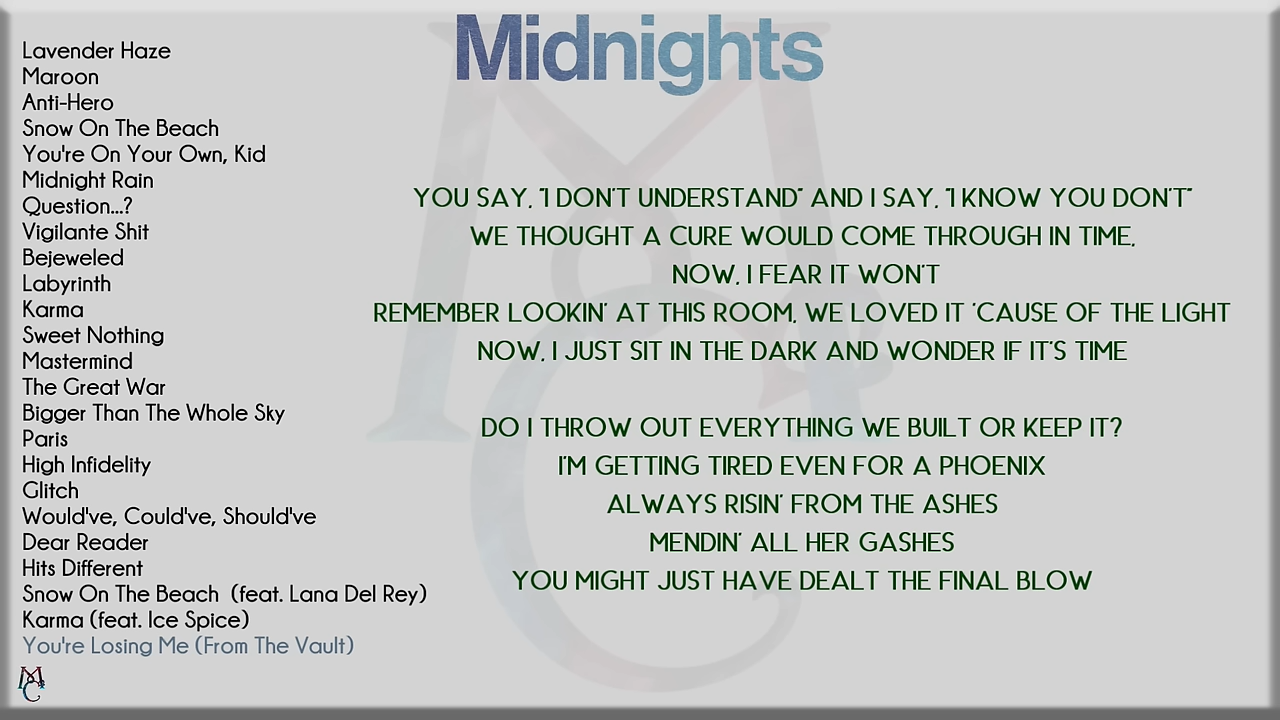 Midnights
Lavender Haze
Maroon
Anti-Hero
Snow On The Beach
You're On Your Own, Kid
Midnight Rain
Question...?
Vigilante Shit
Bejeweled
Labyrinth
Karma
Sweet Nothing
Mastermind
The Great War
Bigger Than The Whole Sky
Paris
High Infidelity
Glitch
Would've, Could've, Should've
Dear Reader
Hits Different
Snow On The Beach (feat. Lana Del Rey)
Karma (feat. Ice Spice)
You're Losing Me (From The Vault)
YOU SAY, "I DON'T UNDERSTAND" AND I SAY, "I KNOW YOU DON'T"
WE THOUGHT A CURE WOULD COME THROUGH IN TIME,
NOW, I FEAR IT WON'T
REMEMBER LOOKIN' AT THIS ROOM, WE LOVED IT 'CAUSE OF THE LIGHT
NOW, I JUST SIT IN THE DARK AND WONDER IF IT'S TIME
DO I THROW OUT EVERYTHING WE BUILT OR KEEP IT?
I'M GETTING TIRED EVEN FOR A PHOENIX
ALWAYS RISIN' FROM THE ASHES
MENDIN' ALL HER GASHES
YOU MIGHT JUST HAVE DEALT THE FINAL BLOW